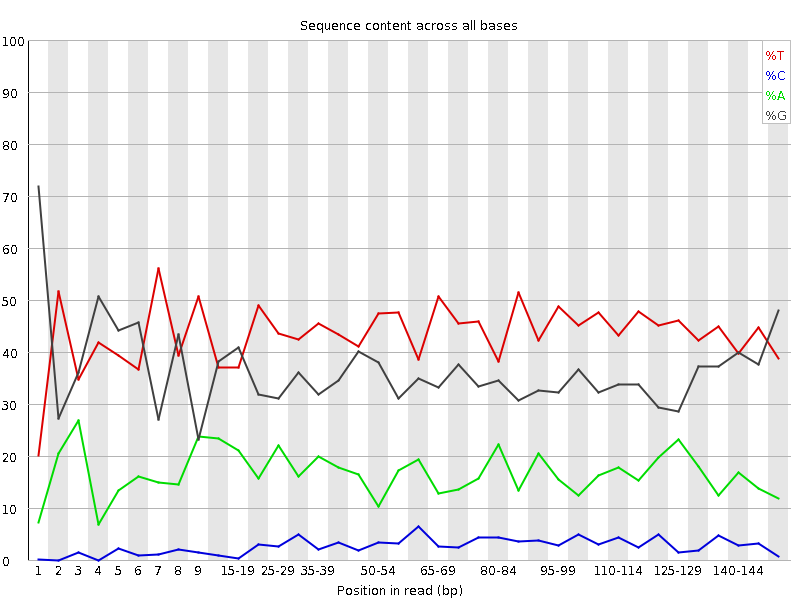 Sequence content across all bases
100
90
80
70
60
50
40
30
20
10
0
%T
%C
%A
%G
1 2 3 4 5 6 7 8 9 15-19 25-29 35-39 50-54 65-69 80-84 95-99 110-114 125-129 140-144
Position in read (bp)